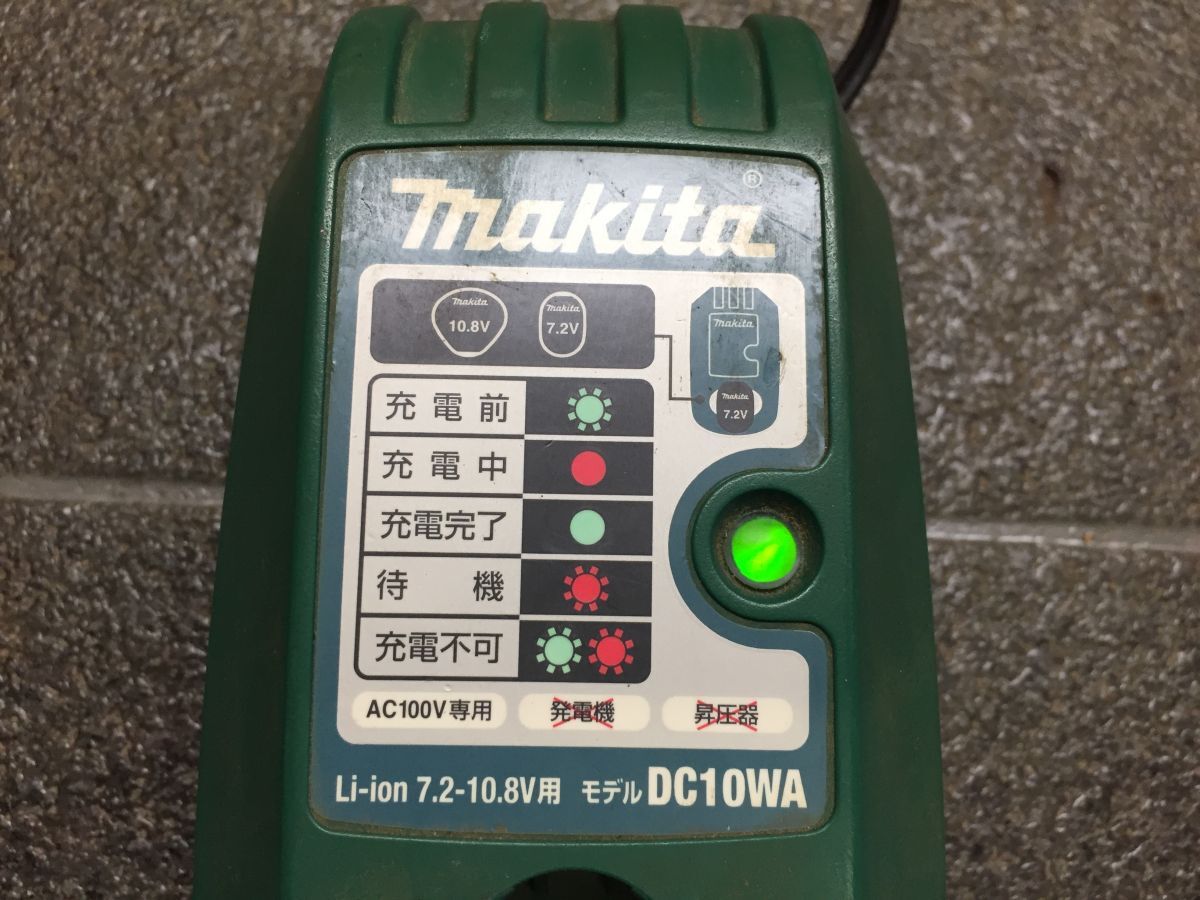 makita®
makita
10.8V
makita
7.2V
makita
makita
7.2V
充電前
充電中
充電完了
待機
充電不可
AC100V専用
発電機
昇圧器
Li-ion 7.2-10.8V用 モデル DC10WA